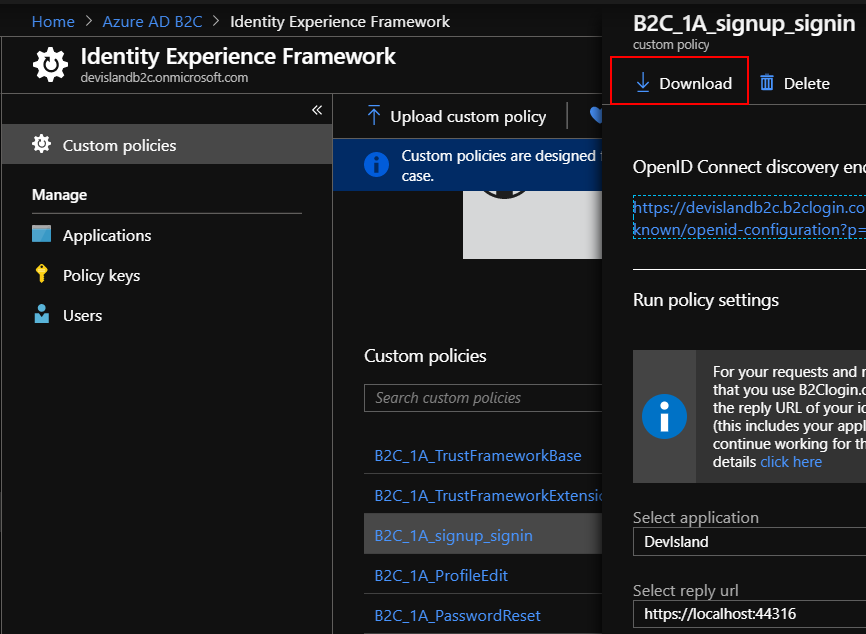 Home > Azure AD B2C > Identity Experience Framework
Identity Experience Framework
devislandb2c.onmicrosoft.com
«
Custom policies
Manage
Applications
Policy keys
Users
Upload custom policy
Custom policies are designed
case.
Custom policies
Search custom policies
B2C_1A_TrustFrameworkBase
B2C_1A_TrustFrameworkExtensio
B2C_1A_signup_signin
B2C_1A_ProfileEdit
B2C_1A_PasswordReset
B2C_1A_signup_signin
custom policy
Download
Delete
OpenID Connect discovery en
https://devislandb2c.b2clogin.co
known/openid-configuration?p=
Run policy settings
For your requests and
that you use B2Clogin.
the reply URL of your
(this includes your appl
continue working for th
details click here
Select application
DevIsland
Select reply url
https://localhost:44316